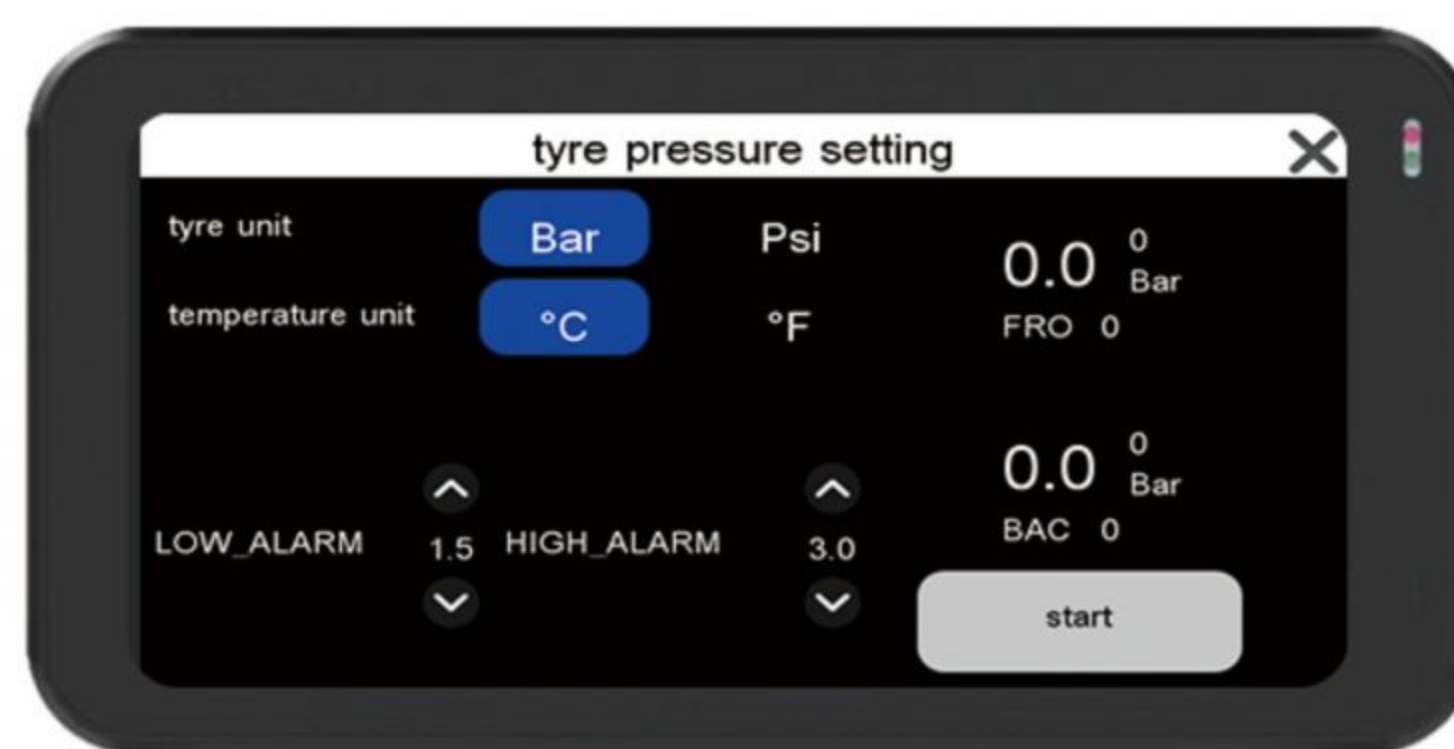 tyre pressure setting
tyre unit Bar Psi
temperature unit °C °F
0.0 0 Bar
FRO 0
0.0 0 Bar
BAC 0
LOW_ALARM 1.5 HIGH_ALARM 3.0
start